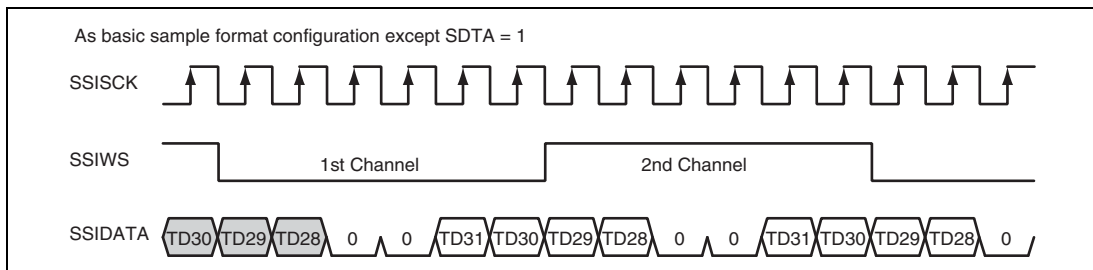 As basic sample format configuration except SDTA = 1
SSISCK
SSIWS 1st Channel 2nd Channel
SSIDATA TD30 TD29 TD28 0 0 TD31 TD30 TD29 TD28 0 0 TD31 TD30 TD29 TD28 0